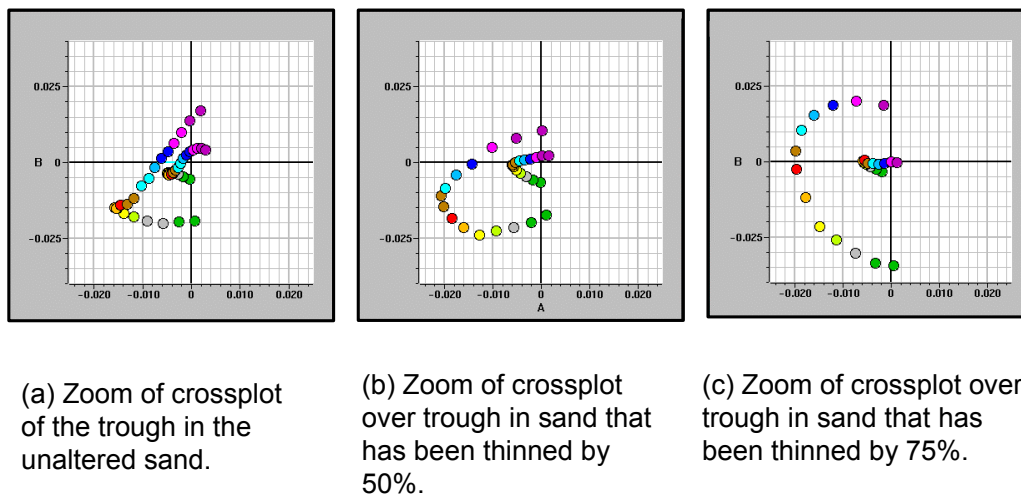 0.025
B
0
-0.025
-0.020
-0.010
0
0.010
0.020
0.025
A
0
-0.025
-0.020
-0.010
0
0.010
0.020
A
0.025
B
0
-0.025
-0.020
-0.010
0
0.010
0.020
(a) Zoom of crossplot
of the trough in the
unaltered sand.
(b) Zoom of crossplot
over trough in sand that
has been thinned by
50%.
(c) Zoom of crossplot over
trough in sand that has
been thinned by 75%.